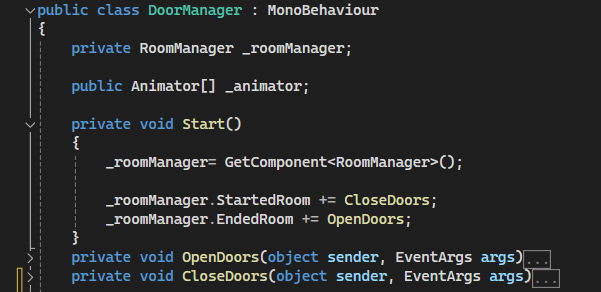 public class DoorManager : MonoBehaviour
{
private RoomManager _roomManager;
public Animator[] _animator;
private void Start()
{
_roomManager= GetComponent<RoomManager>();
_roomManager.StartedRoom += CloseDoors;
_roomManager.EndedRoom += OpenDoors;
}
private void OpenDoors(object sender, EventArgs args)...
private void CloseDoors(object sender, EventArgs args)...